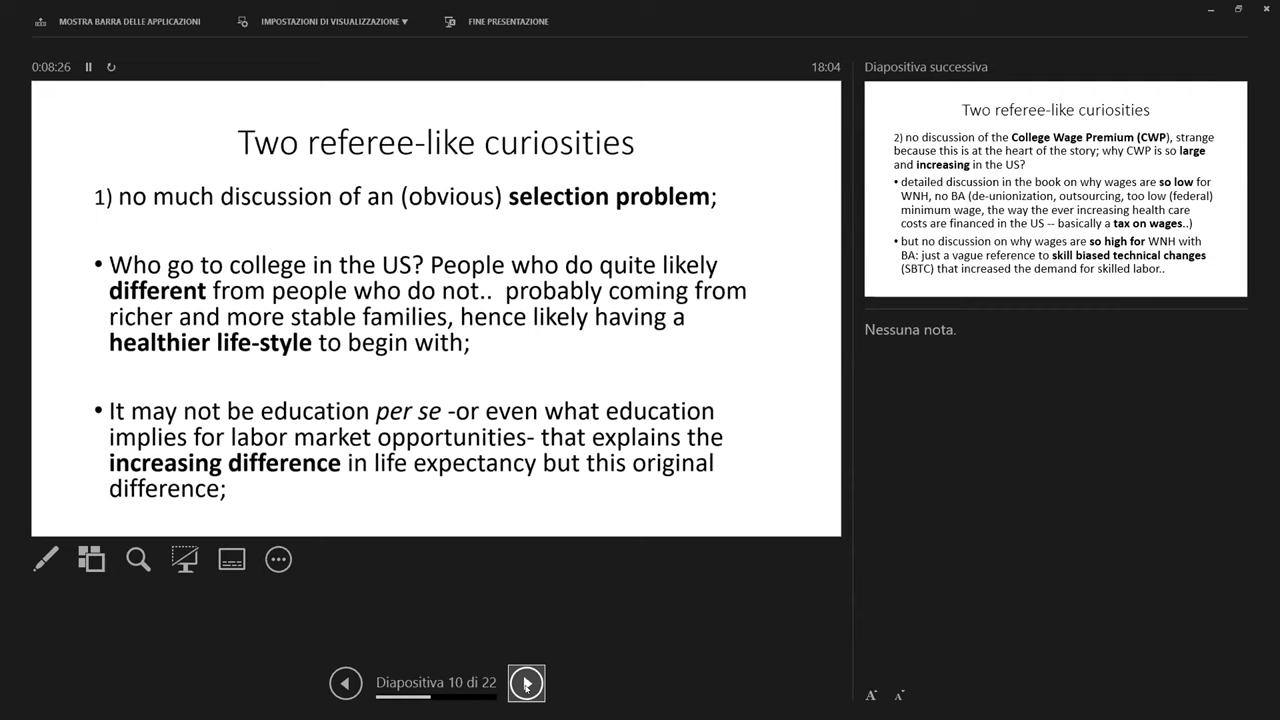 MOSTRA BARRA DELLE APPLICAZIONI
IMPOSTAZIONI DI VISUALIZZAZIONE ▼
FINE PRESENTAZIONE
0:08:26
18:04
Two referee-like curiosities
1) no much discussion of an (obvious) selection problem;
• Who go to college in the US? People who do quite likely
different from people who do not..  probably coming from
richer and more stable families, hence likely having a
healthier life-style to begin with;
• It may not be education per se -or even what education
implies for labor market opportunities- that explains the
increasing difference in life expectancy but this original
difference;
Diapositiva 10 di 22
Diapositiva successiva
Two referee-like curiosities
2) no discussion of the College Wage Premium (CWP), strange
because this is at the heart of the story; why CWP is so large
and increasing in the US?
• detailed discussion in the book on why wages are so low for
WNH, no BA (de-unionization, outsourcing, too low (federal)
minimum wage, the way the ever increasing health care
costs are financed in the US -- basically a tax on wages..)
• but no discussion on why wages are so high for WNH with
BA: just a vague reference to skill biased technical changes
(SBTC) that increased the demand for skilled labor..
Nessuna nota.
A A